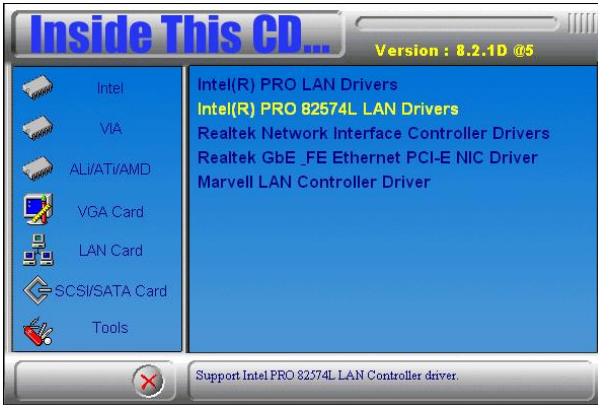 Inside This CD...
Version : 8.2.1D @5
Intel
VIA
ALi/ATi/AMD
VGA Card
LAN Card
SCSI/SATA Card
Tools
Intel(R) PRO LAN Drivers
Intel(R) PRO 82574L LAN Drivers
Realtek Network Interface Controller Drivers
Realtek GbE _FE Ethernet PCI-E NIC Driver
Marvell LAN Controller Driver
Support Intel PRO 82574L LAN Controller driver.